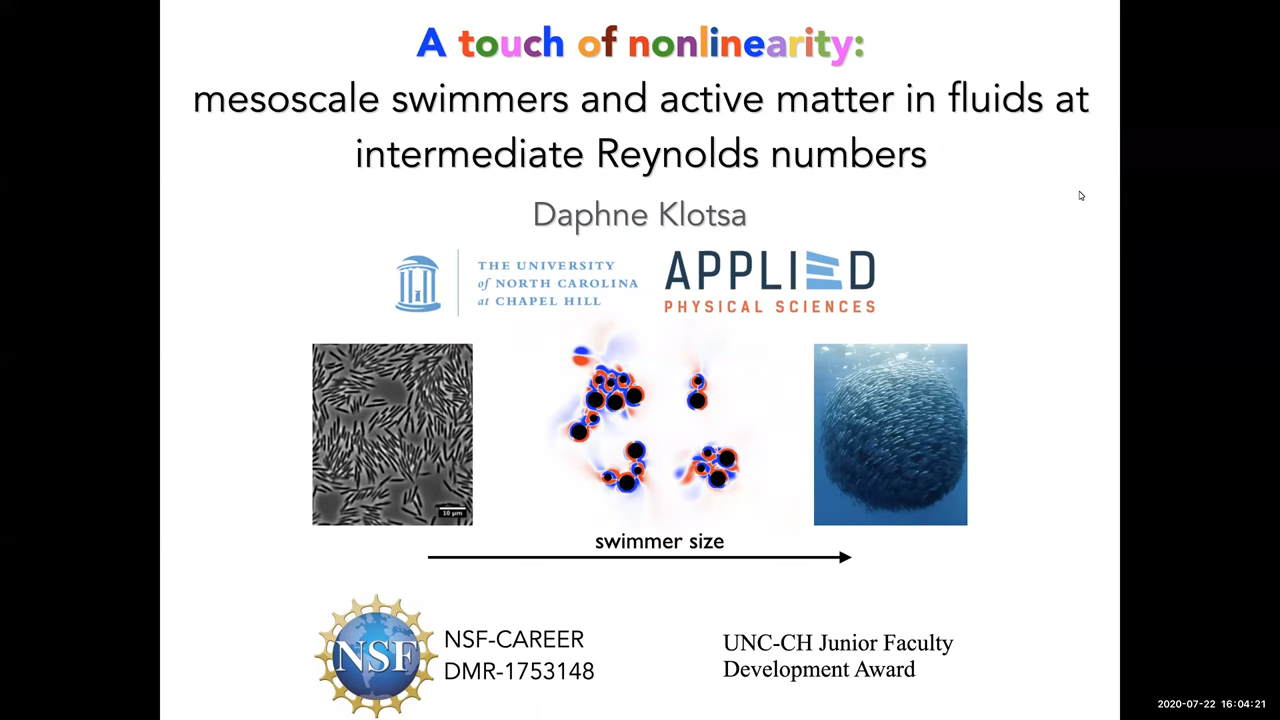 A touch of nonlinearity:
mesoscale swimmers and active matter in fluids at
intermediate Reynolds numbers
Daphne Klotsa
THE UNIVERSITY
of NORTH CAROLINA
at CHAPEL HILL
APPLIED
PHYSICAL SCIENCES
10 µm
swimmer size
NSF
NSF-CAREER
DMR-1753148
UNC-CH Junior Faculty
Development Award
2020-07-22 16:04:21